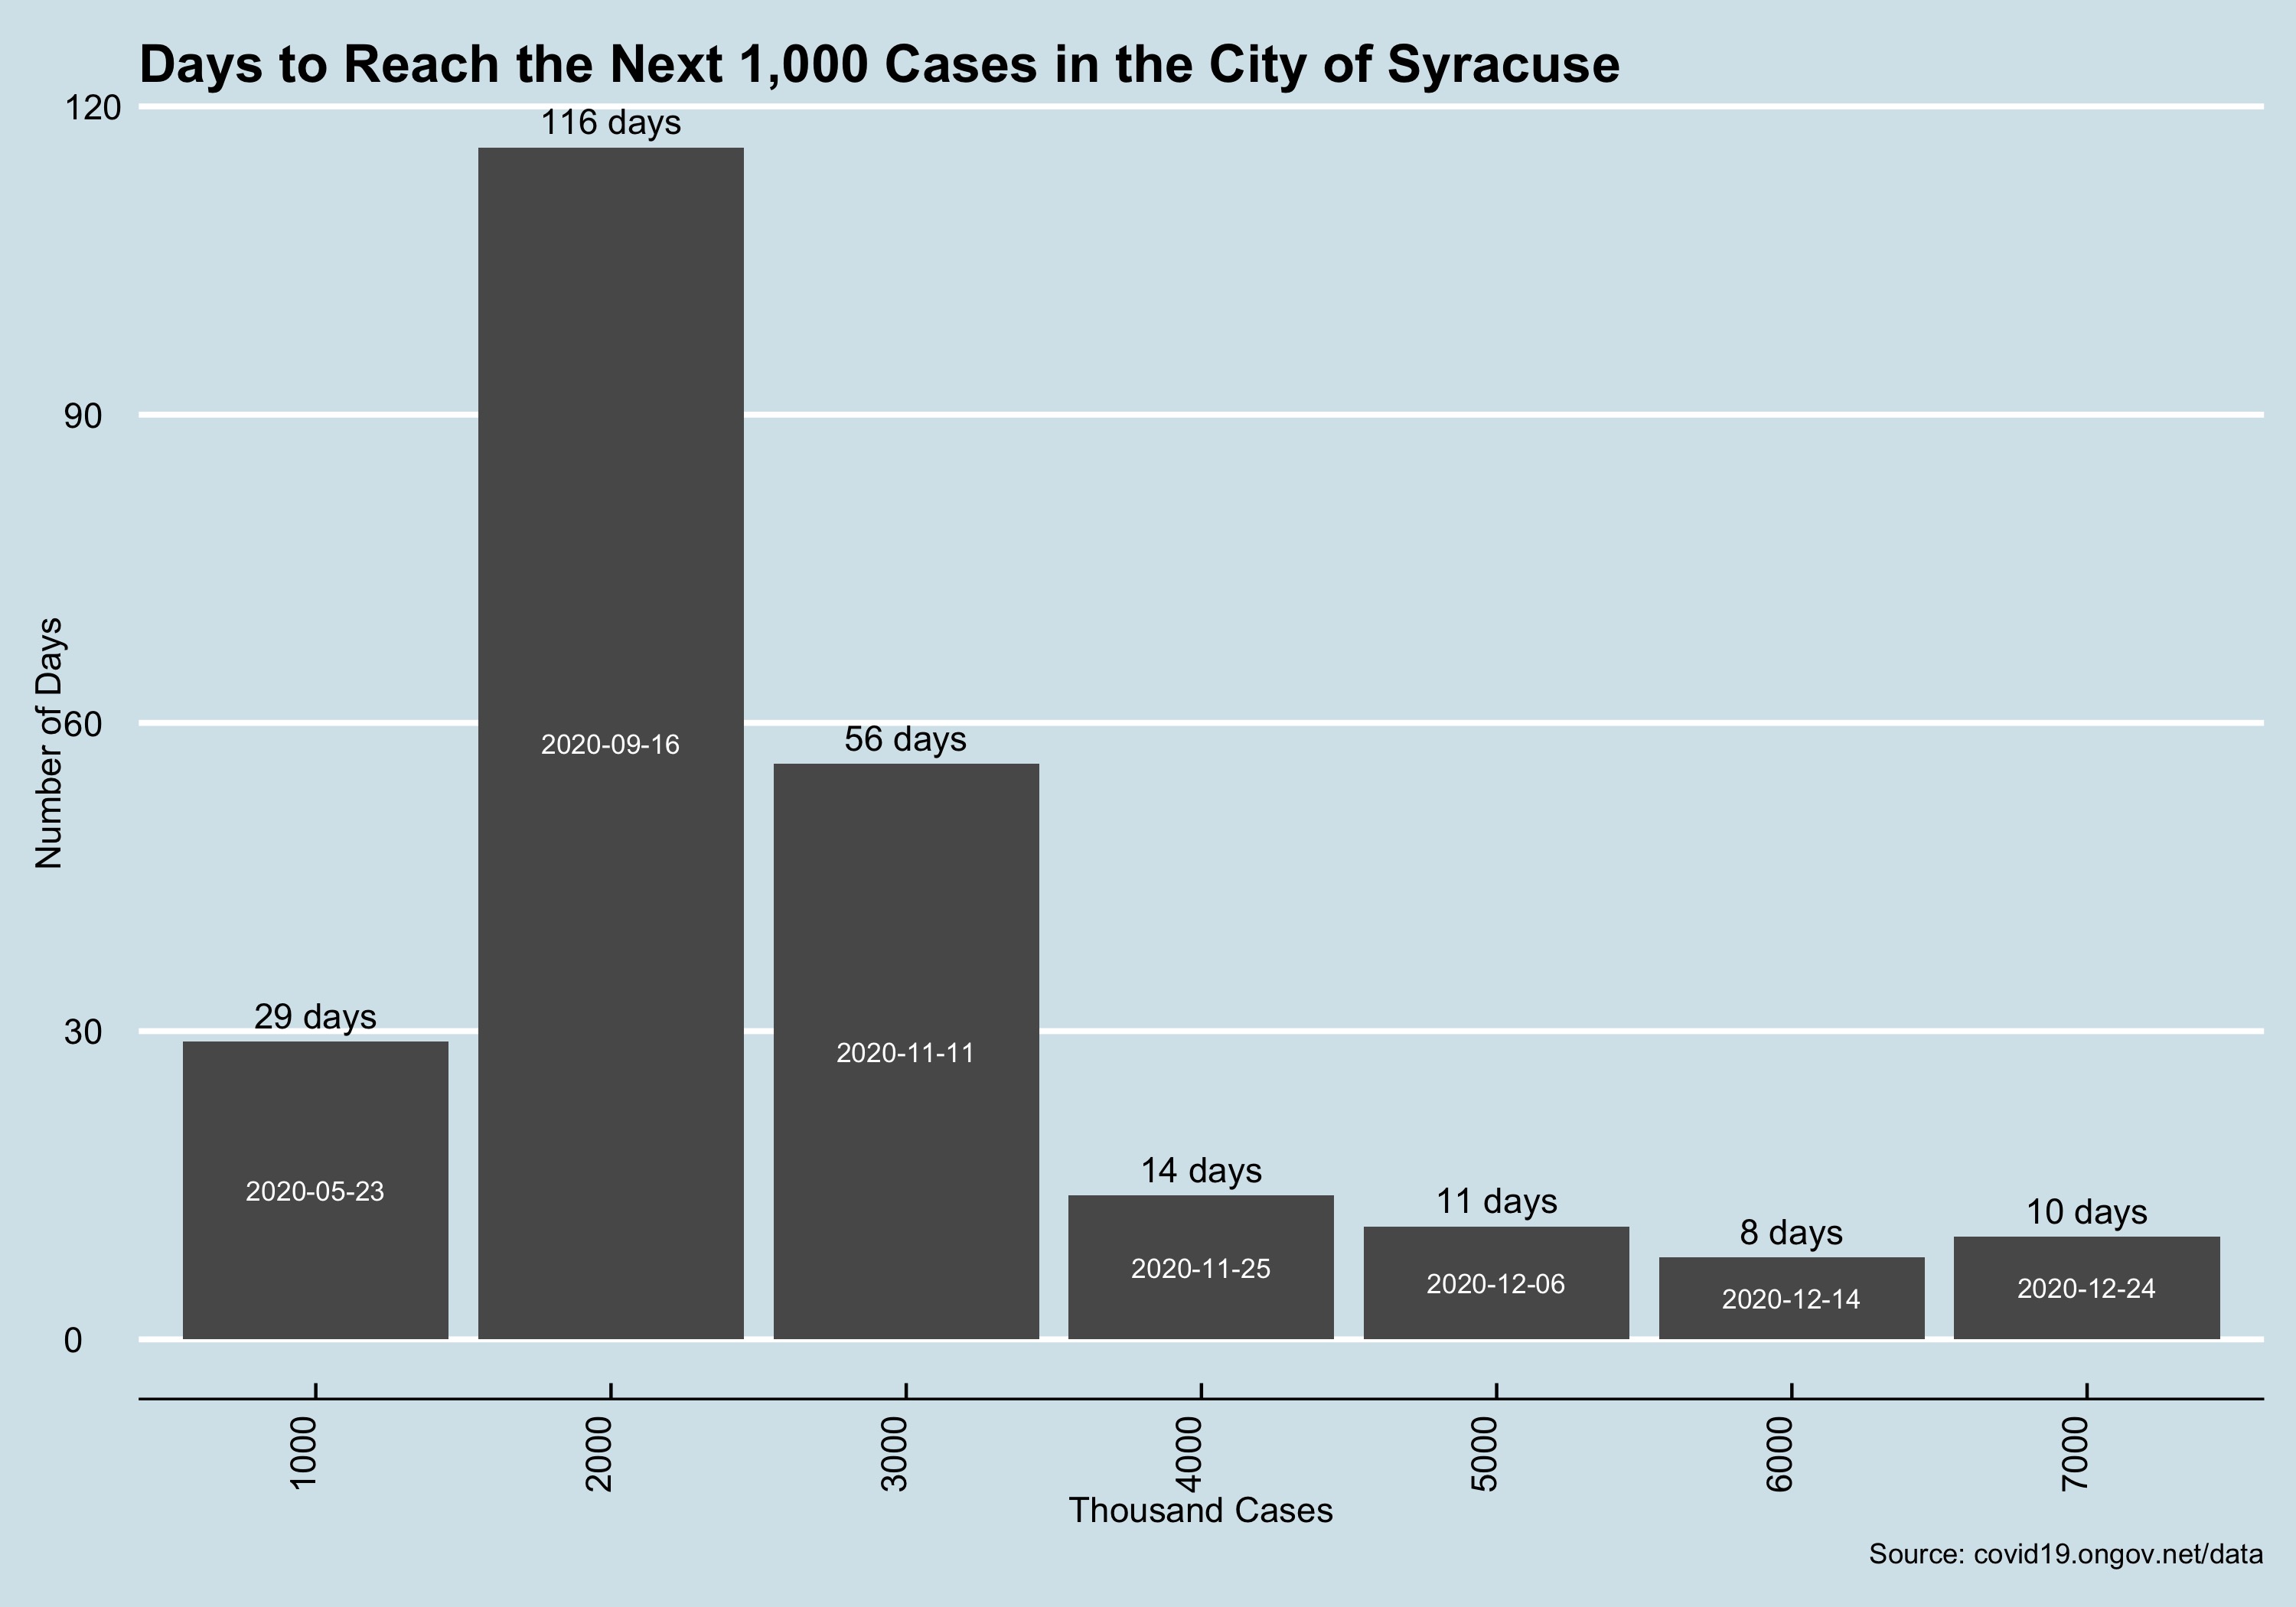 Days to Reach the Next 1,000 Cases in the City of Syracuse
120
90
60
30
0
Number of Days
116 days
2020-09-16
56 days
2020-11-11
29 days
2020-05-23
14 days
2020-11-25
11 days
2020-12-06
8 days
2020-12-14
10 days
2020-12-24
1000
2000
3000
4000
5000
6000
7000
Thousand Cases
Source: covid19.ongov.net/data